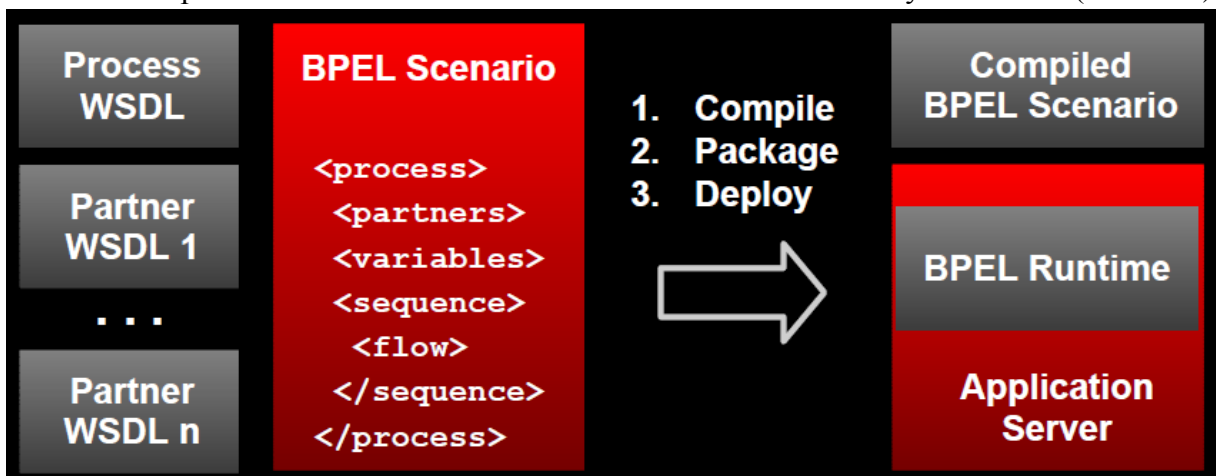 Process
WSDL
Partner
WSDL 1
. . .
Partner
WSDL n
BPEL Scenario
<process>
<partners>
<variables>
<sequence>
<flow>
</sequence>
</process>
1. Compile
2. Package
3. Deploy
Compiled
BPEL Scenario
BPEL Runtime
Application
Server